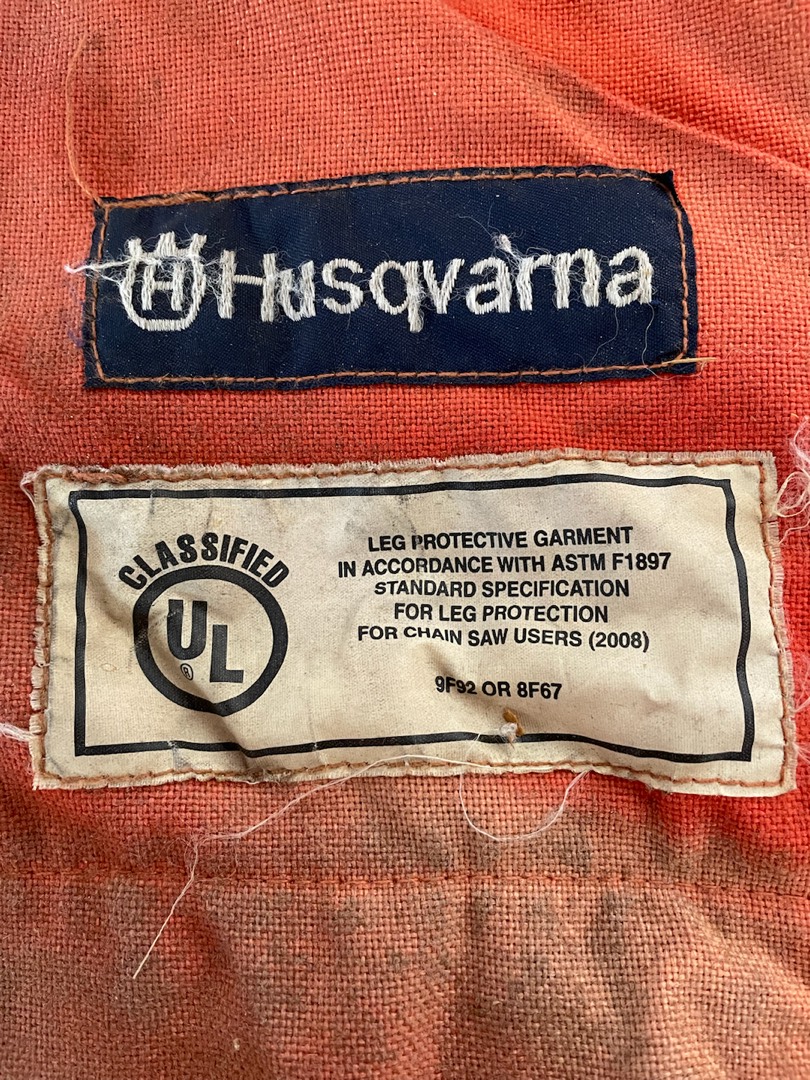 Husqvarna
CLASSIFIED
UL
®
LEG PROTECTIVE GARMENT
IN ACCORDANCE WITH ASTM F1897
STANDARD SPECIFICATION
FOR LEG PROTECTION
FOR CHAIN SAW USERS (2008)
9F92 OR 8F67